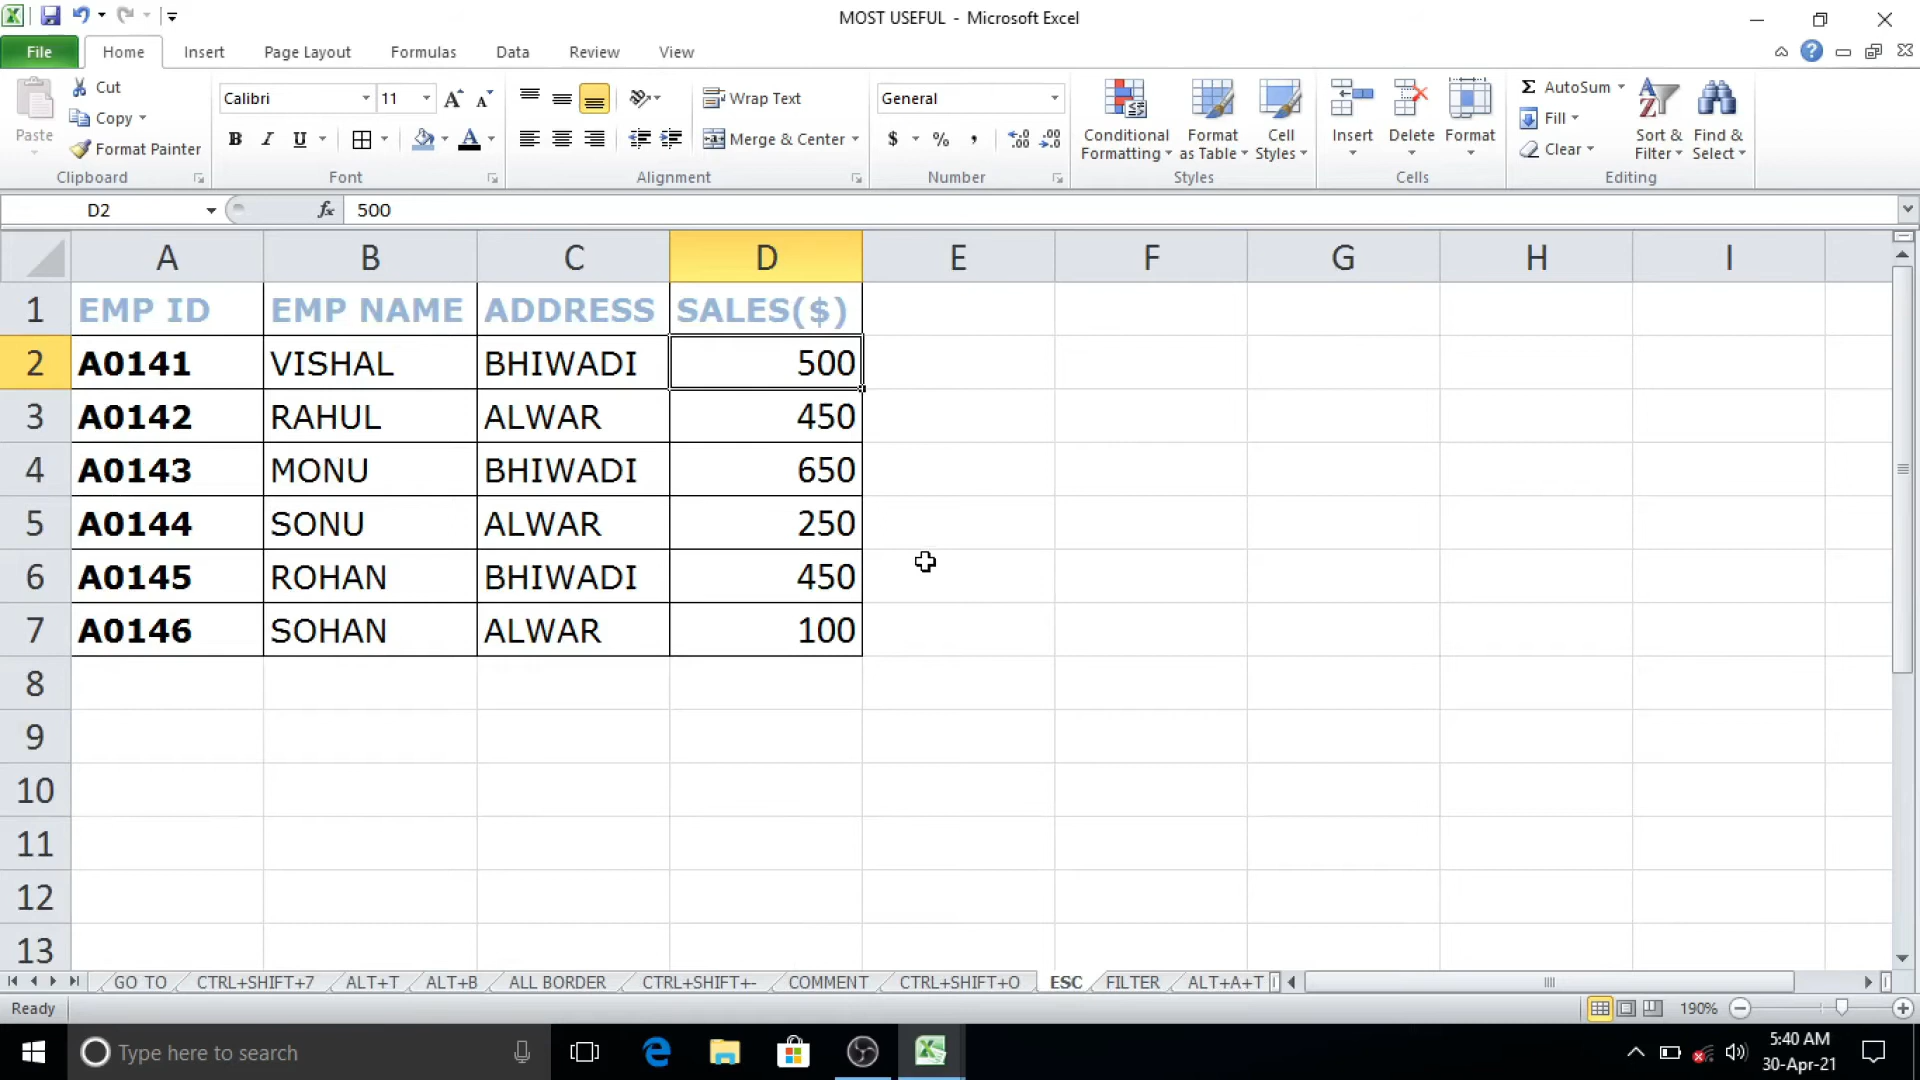 MOST USEFUL - Microsoft Excel
File Home Insert Page Layout Formulas Data Review View
Paste
Cut
Copy
Format Painter
Clipboard
Calibri 11
B I U
Font
Wrap Text
Merge & Center
Alignment
General
$ % ,
Number
Conditional Formatting
Format as Table
Cell Styles
Styles
Insert Delete Format
Cells
Σ AutoSum
Fill
Clear
Sort & Filter
Find & Select
Editing
D2 fx 500
A B C D E F G H I
1 EMP ID EMP NAME ADDRESS SALES($)
2 A0141 VISHAL BHIWADI 500
3 A0142 RAHUL ALWAR 450
4 A0143 MONU BHIWADI 650
5 A0144 SONU ALWAR 250
6 A0145 ROHAN BHIWADI 450
7 A0146 SOHAN ALWAR 100
8
9
10
11
12
13
GO TO CTRL+SHIFT+7 ALT+T ALT+B ALL BORDER CTRL+SHIFT+- COMMENT CTRL+SHIFT+O ESC FILTER ALT+A+T
Ready 190%
Type here to search
5:40 AM
30-Apr-21